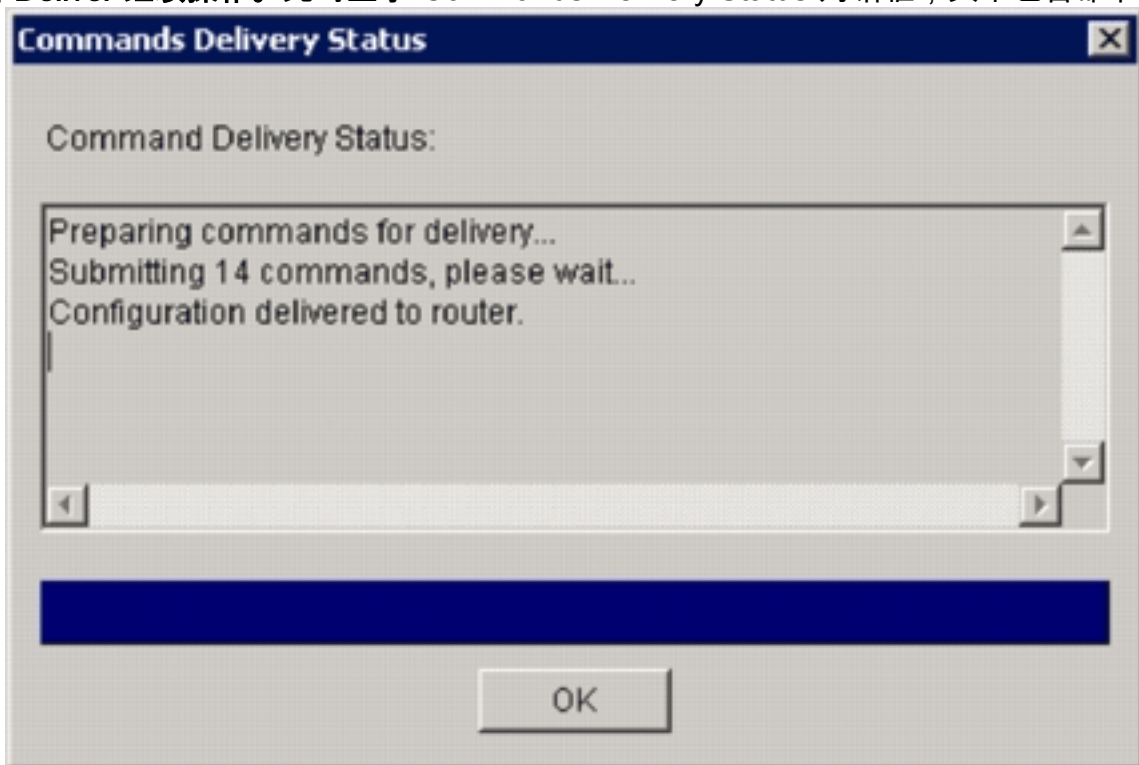 Commands Delivery Status
Command Delivery Status:
Preparing commands for delivery...
Submitting 14 commands, please wait...
Configuration delivered to router.
OK